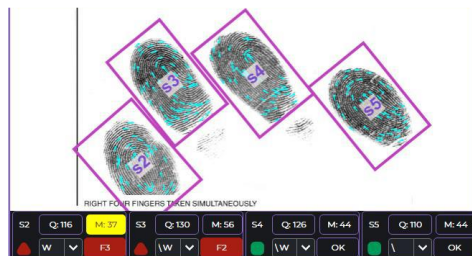 s3
s4
s5
s2
RIGHT FOUR FINGERS TAKEN SIMULTANEOUSLY
S2 Q: 116 M: 37 S3 Q: 130 M: 56 S4 Q: 126 M: 44 S5 Q: 110 M: 44
W F3 \W F2 \W OK \ OK